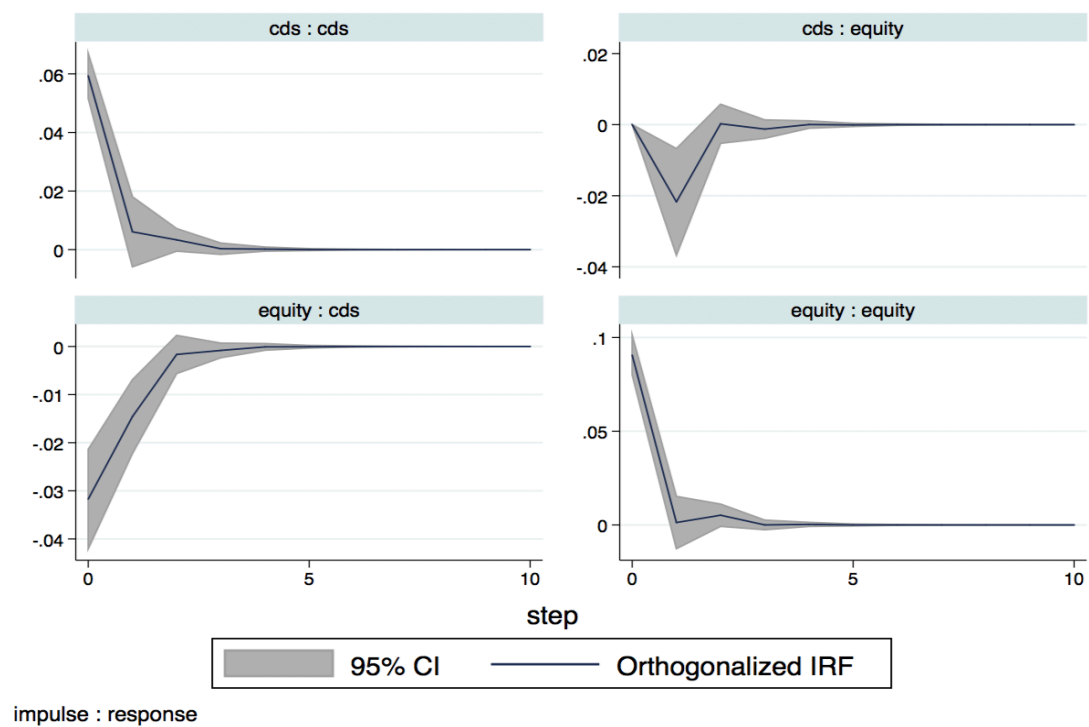 cds : cds
.06
.04
.02
0
cds : equity
.02
0
-.02
-.04
equity : cds
0
-.01
-.02
-.03
-.04
0
5
10
equity : equity
.1
.05
0
0
5
10
step
95% CI
Orthogonalized IRF
impulse : response